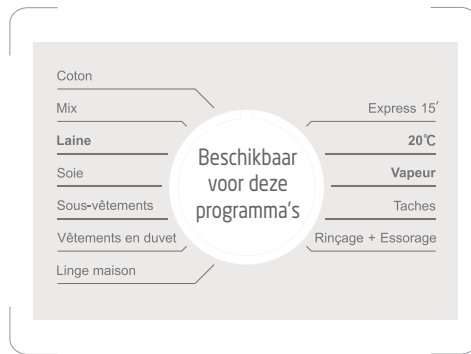 Coton
Mix
Laine
Soie
Sous-vêtements
Vêtements en duvet
Linge maison
Beschikbaar
voor deze
programma's
Express 15′
20℃
Vapeur
Taches
Rinçage + Essorage